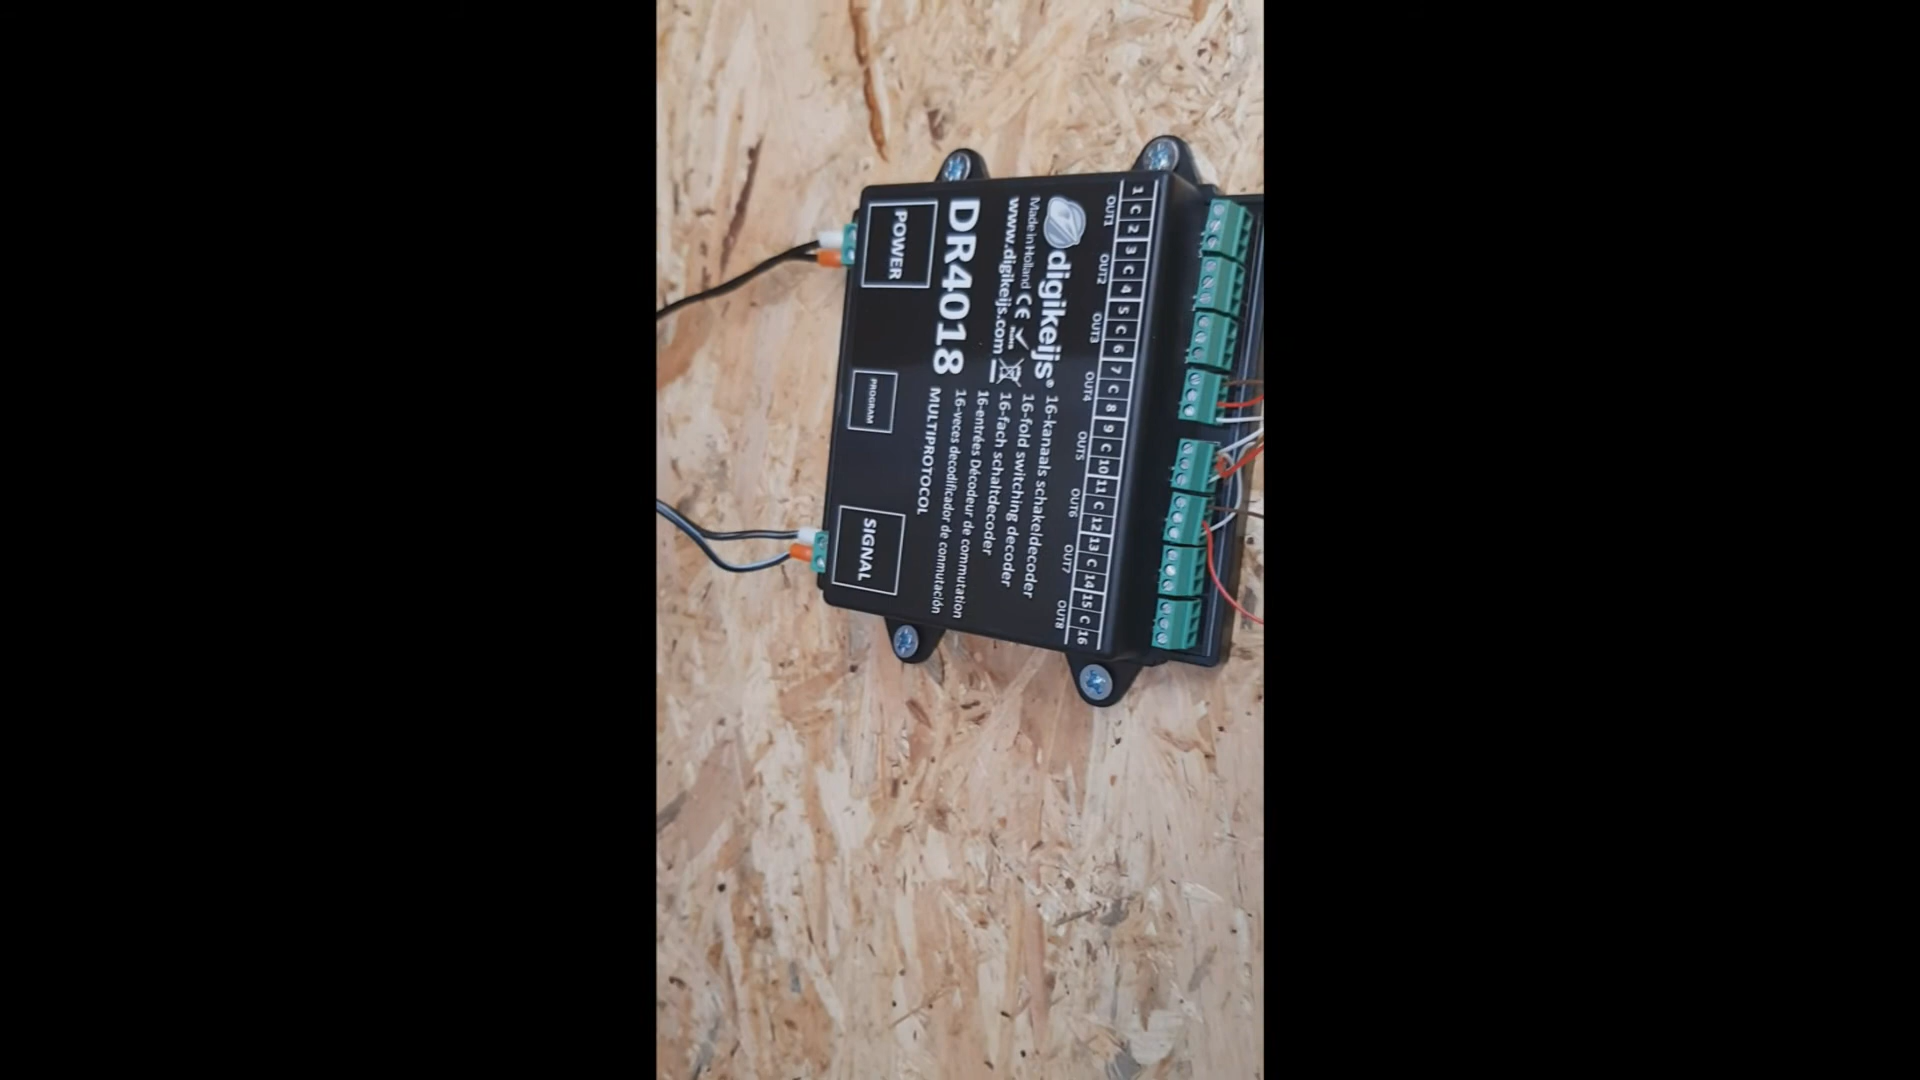 1 C 2 3 C 4 5 C 6 7 C 8 9 C 10 11 C 12 13 C 14 15 C 16
OUT1 OUT2 OUT3 OUT4 OUT5 OUT6 OUT7 OUT8
digikeijs®
Made in Holland CE RoHS
www.digikeijs.com
DR4018
16-kanaals schakeldecoder
16-fold switching decoder
16-fach schaltdecoder
16-entrées Décodeur de commutation
16-veces decodificador de conmutación
MULTIPROTOCOL
POWER
PROGRAM
SIGNAL